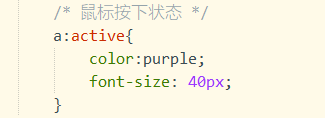 /* 鼠标按下状态 */
a:active{
    color:purple;
    font-size: 40px;
}